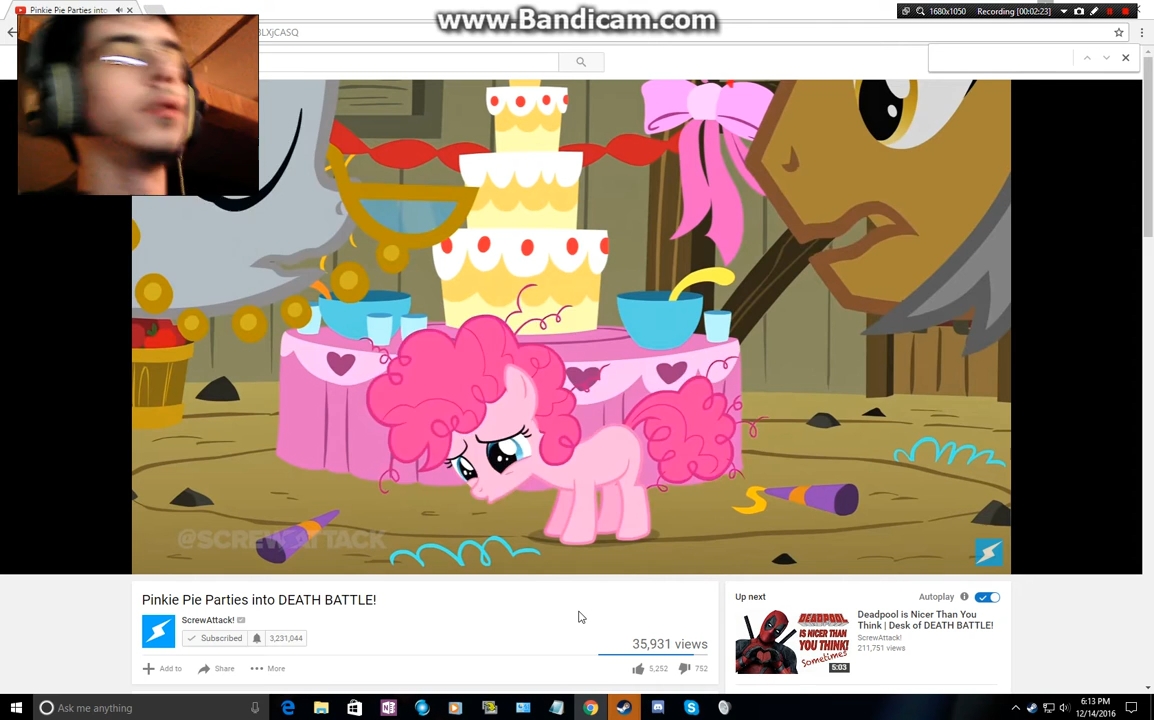 Pinkie Pie Parties into
www.Bandicam.com
1680x1050 Recording [00:02:23]
3LXjCASQ
@SCREWATTACK
Pinkie Pie Parties into DEATH BATTLE!
ScrewAttack!
Subscribed 3,231,044
35,931 views
Add to Share More
5,252 752
Up next Autoplay
DEADPOOL IS NICER THAN YOU THINK! Sometimes
5:03
Deadpool is Nicer Than You
Think | Desk of DEATH BATTLE!
ScrewAttack!
211,751 views
Ask me anything
6:13 PM
12/14/2016